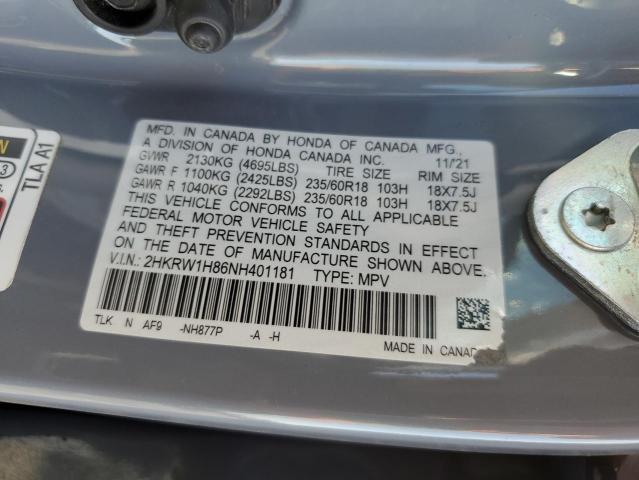 MFD. IN CANADA BY HONDA OF CANADA MFG.,
A DIVISION OF HONDA CANADA INC. 11/21
GVWR 2130KG (4695LBS) TIRE SIZE RIM SIZE
GAWR F 1100KG (2425LBS) 235/60R18 103H 18X7.5J
GAWR R 1040KG (2292LBS) 235/60R18 103H 18X7.5J
THIS VEHICLE CONFORMS TO ALL APPLICABLE
FEDERAL MOTOR VEHICLE SAFETY
AND THEFT PREVENTION STANDARDS IN EFFECT
ON THE DATE OF MANUFACTURE SHOWN ABOVE.
V.I.N.: 2HKRW1H86NH401181 TYPE: MPV
TLK N AF9 -NH877P -A -H
MADE IN CANAD
TLA A1